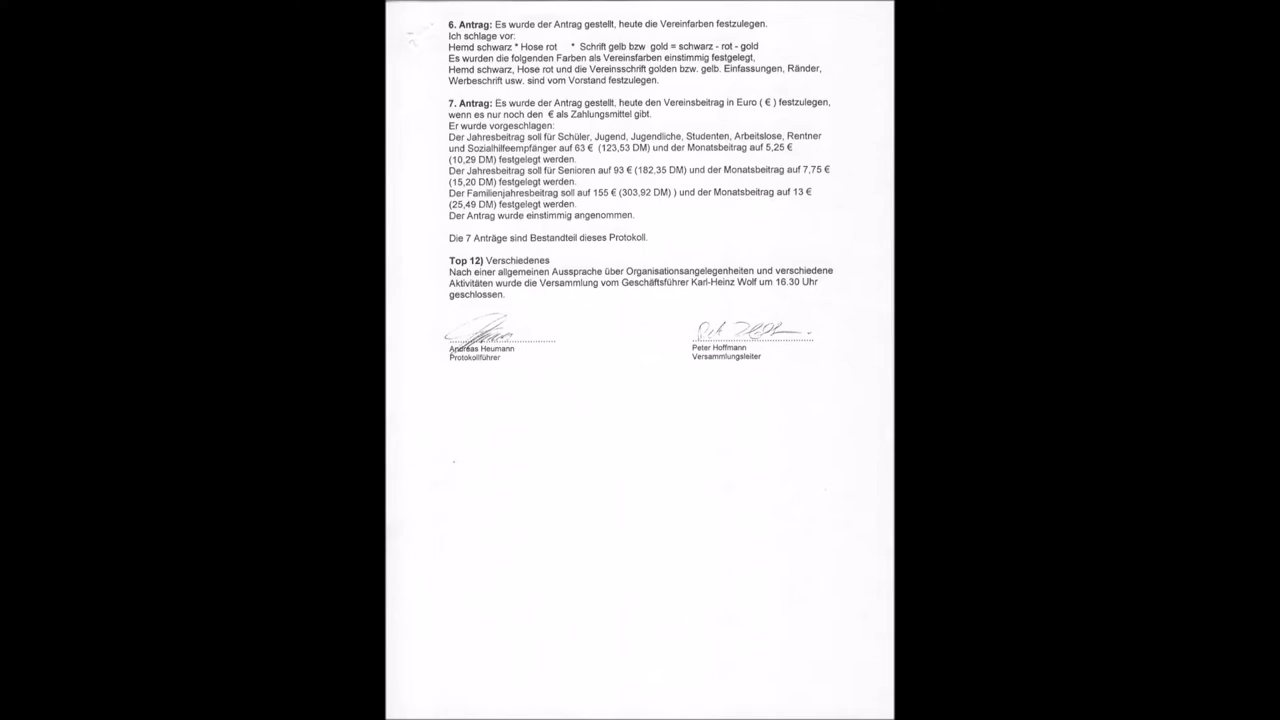 6. Antrag: Es wurde der Antrag gestellt, heute die Vereinfarben festzulegen.
Ich schlage vor:
Hemd schwarz * Hose rot * Schrift gelb bzw gold = schwarz - rot - gold
Es wurden die folgenden Farben als Vereinsfarben einstimmig festgelegt,
Hemd schwarz, Hose rot und die Vereinsschrift golden bzw. gelb. Einfassungen, Ränder,
Werbeschrift usw. sind vom Vorstand festzulegen.
7. Antrag: Es wurde der Antrag gestellt, heute den Vereinsbeitrag in Euro ( € ) festzulegen,
wenn es nur noch den € als Zahlungsmittel gibt.
Er wurde vorgeschlagen:
Der Jahresbeitrag soll für Schüler, Jugend, Jugendliche, Studenten, Arbeitslose, Rentner
und Sozialhilfeempfänger auf 63 € (123,53 DM) und der Monatsbeitrag auf 5,25 €
(10,29 DM) festgelegt werden.
Der Jahresbeitrag soll für Senioren auf 93 € (182,35 DM) und der Monatsbeitrag auf 7,75 €
(15,20 DM) festgelegt werden.
Der Familienjahresbeitrag soll auf 155 € (303,92 DM) ) und der Monatsbeitrag auf 13 €
(25,49 DM) festgelegt werden.
Der Antrag wurde einstimmig angenommen.
Die 7 Anträge sind Bestandteil dieses Protokoll.
Top 12) Verschiedenes
Nach einer allgemeinen Aussprache über Organisationsangelegenheiten und verschiedene
Aktivitäten wurde die Versammlung vom Geschäftsführer Karl-Heinz Wolf um 16.30 Uhr
geschlossen.
Andreas Heumann
Protokollführer
Peter Hoffmann
Versammlungsleiter